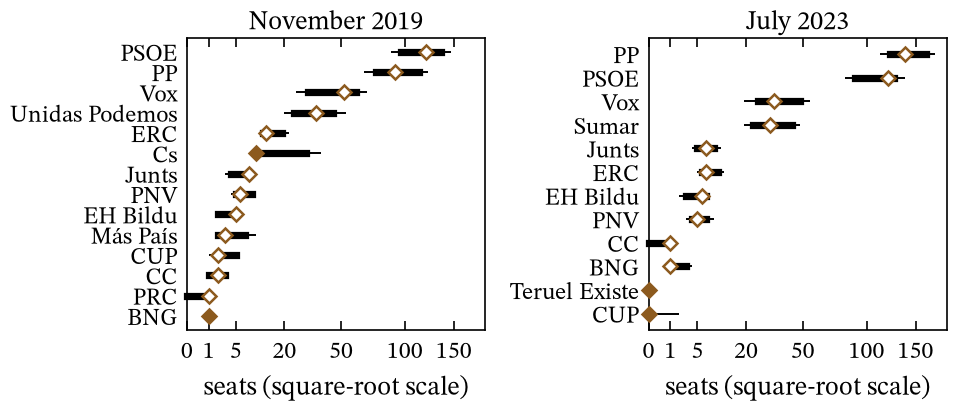 November 2019
PSOE
PP
Vox
Unidas Podemos
ERC
Cs
Junts
PNV
EH Bildu
Más País
CUP
CC
PRC
BNG
0 1 5 20 50 100 150
seats (square-root scale)
July 2023
PP
PSOE
Vox
Sumar
Junts
ERC
EH Bildu
PNV
CC
BNG
Teruel Existe
CUP
0 1 5 20 50 100 150
seats (square-root scale)